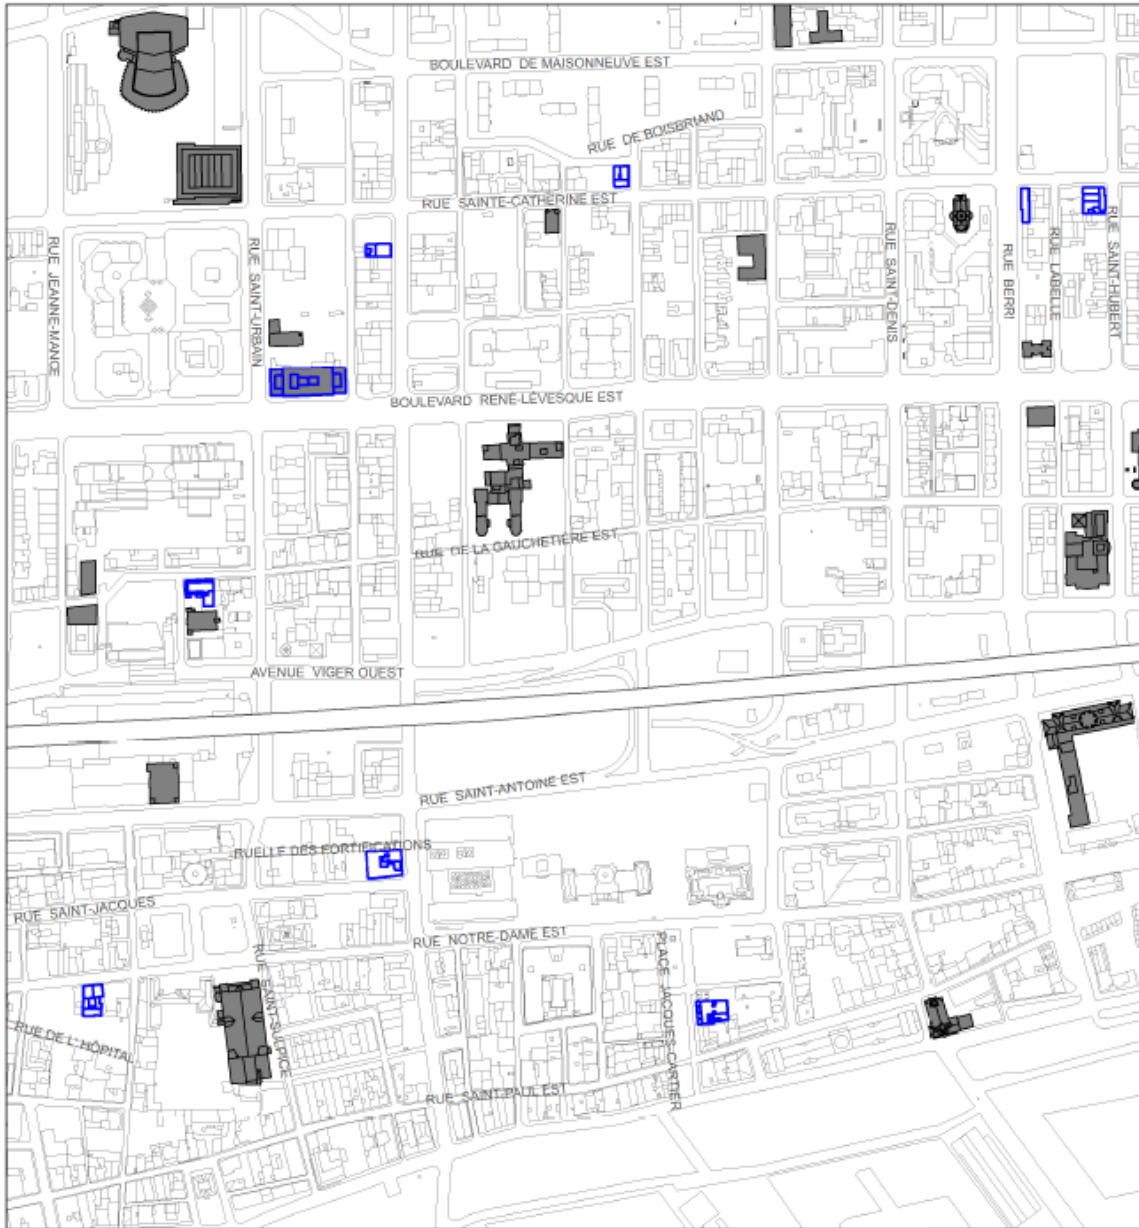 BOULEVARD DE MAISONNEUVE EST
RUE DE BOISBRIAND
RUE SAINTE-CATHERINE EST
RUE JEANNE-MANCE
RUE SAINT-URBAIN
RUE SAINT-DENIS
RUE BERRI
RUE LABELLE
RUE SAINT-HUBERT
BOULEVARD RENÉ-LÉVESQUE EST
RUE DE LA GAUCHETIÈRE EST
AVENUE VIGER OUEST
RUE SAINT-ANTOINE EST
RUELLE DES FORTIFICATIONS
RUE SAINT-JACQUES
RUE NOTRE-DAME EST
RUE SAINT-SULPICE
PLACE JACQUES-CARTIER
RUE DE L'HÔPITAL
RUE SAINT-PAUL EST